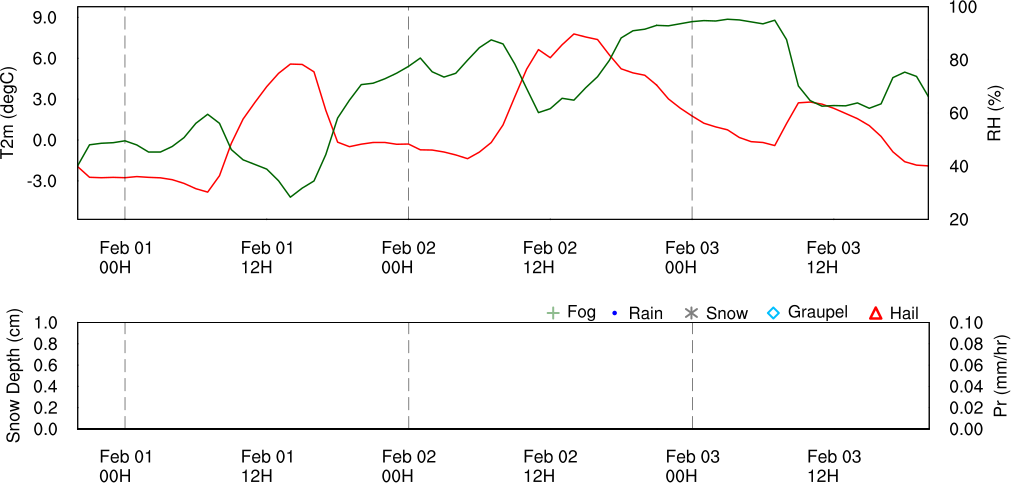 9.0
6.0
3.0
0.0
-3.0
T2m (degC)
100
80
60
40
20
RH (%)
Feb 01 Feb 01 Feb 02 Feb 02 Feb 03 Feb 03
00H 12H 00H 12H 00H 12H
Fog Rain Snow Graupel Hail
1.0
0.8
0.6
0.4
0.2
0.0
Snow Depth (cm)
0.10
0.08
0.06
0.04
0.02
0.00
Pr (mm/hr)
Feb 01 Feb 01 Feb 02 Feb 02 Feb 03 Feb 03
00H 12H 00H 12H 00H 12H